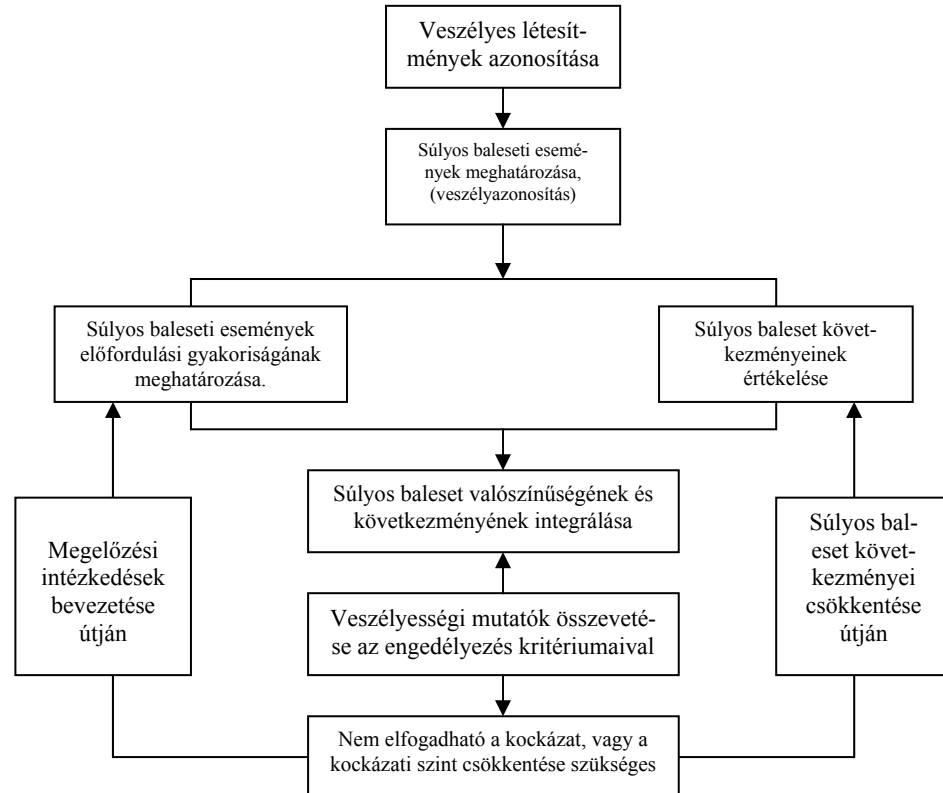 Veszélyes létesít-
mények azonosítása
Súlyos baleseti esemé-
nyek meghatározása,
(veszélyazonosítás)
Súlyos baleseti események
előfordulási gyakoriságának
meghatározása.
Súlyos baleset követ-
kezményeinek
értékelése
Súlyos baleset valószínűségének és
következményének integrálása
Megelőzési
intézkedések
bevezetése
útján
Veszélyességi mutatók összeveté-
se az engedélyezés kritériumaival
Súlyos bal-
eset követ-
kezményei
csökkentése
útján
Nem elfogadható a kockázat, vagy a
kockázati szint csökkentése szükséges